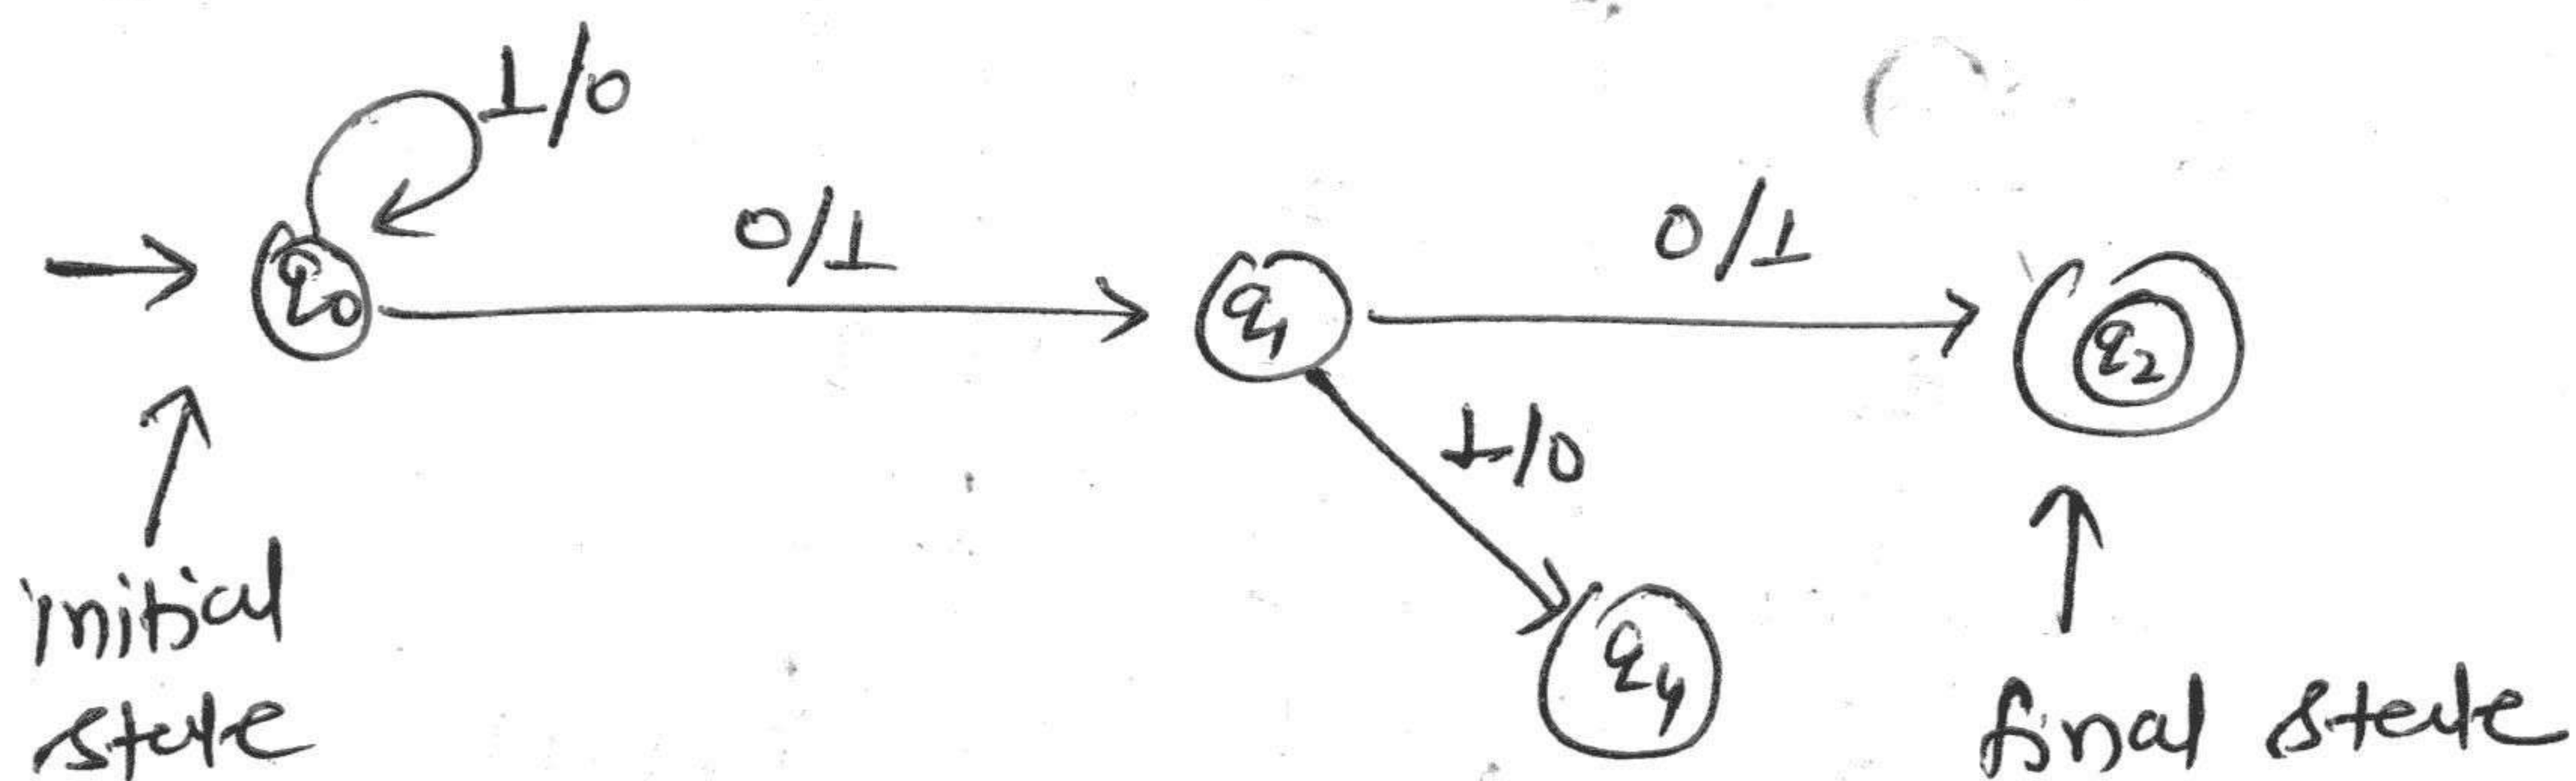 1/0
0/1
0/1
q0
q1
q2
1/0
q4
initial
state
final state